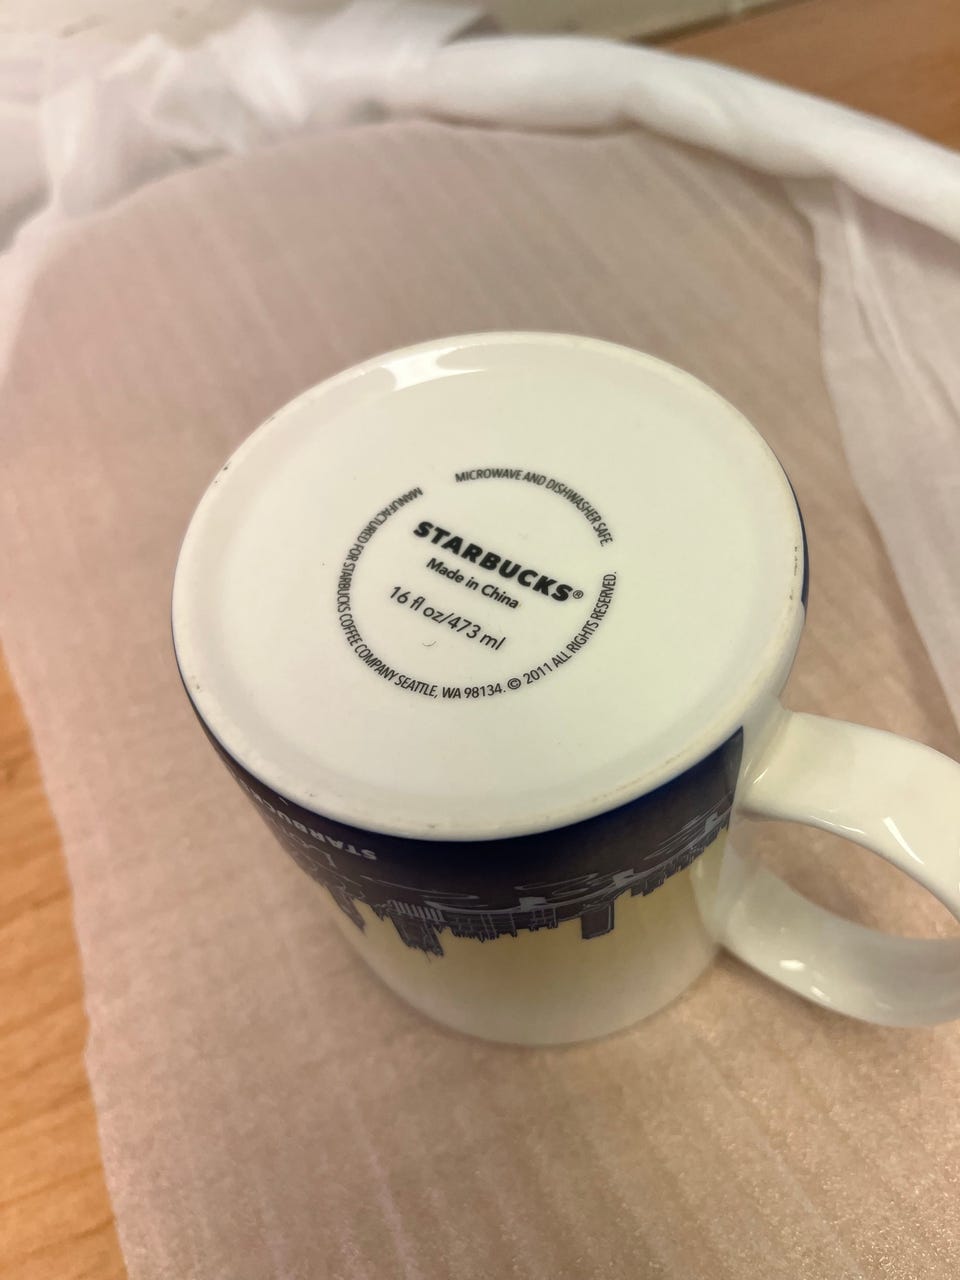 MICROWAVE AND DISHWASHER SAFE.
STARBUCKS®
Made in China
16 fl oz/473 ml
MANUFACTURED FOR STARBUCKS COFFEE COMPANY SEATTLE, WA 98134. © 2011 ALL RIGHTS RESERVED.
STARBUCKS